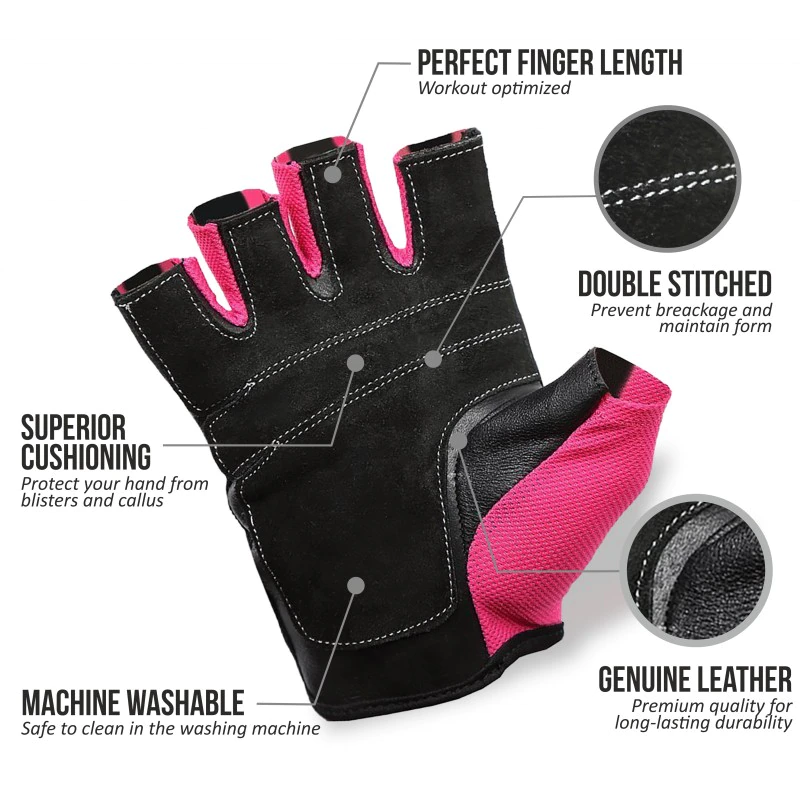 PERFECT FINGER LENGTH
Workout optimized
DOUBLE STITCHED
Prevent breackage and
maintain form
SUPERIOR
CUSHIONING
Protect your hand from
blisters and callus
GENUINE LEATHER
Premium quality for
long-lasting durability
MACHINE WASHABLE
Safe to clean in the washing machine